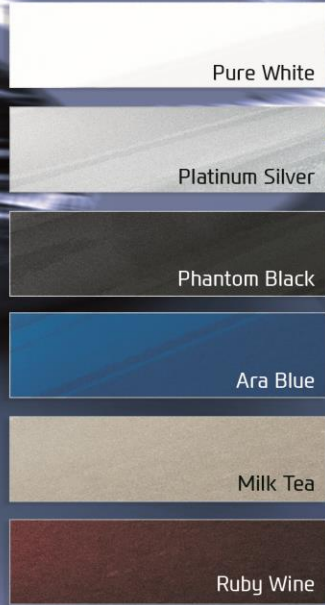 Pure White
Platinum Silver
Phantom Black
Ara Blue
Milk Tea
Ruby Wine